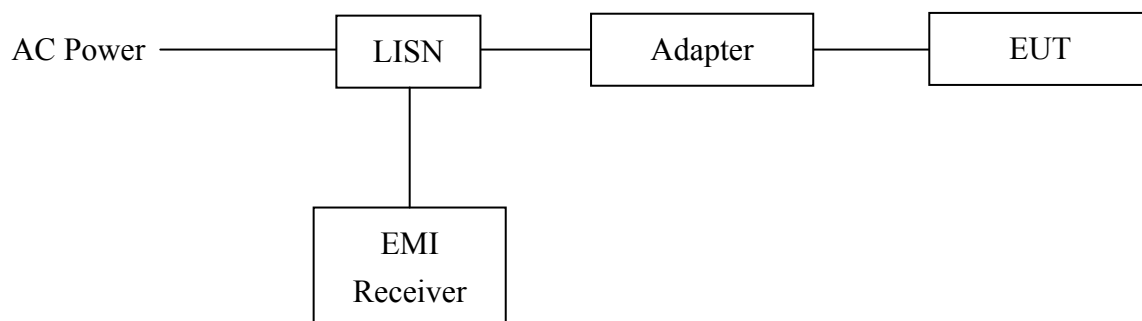 AC Power
LISN
Adapter
EUT
EMI
Receiver